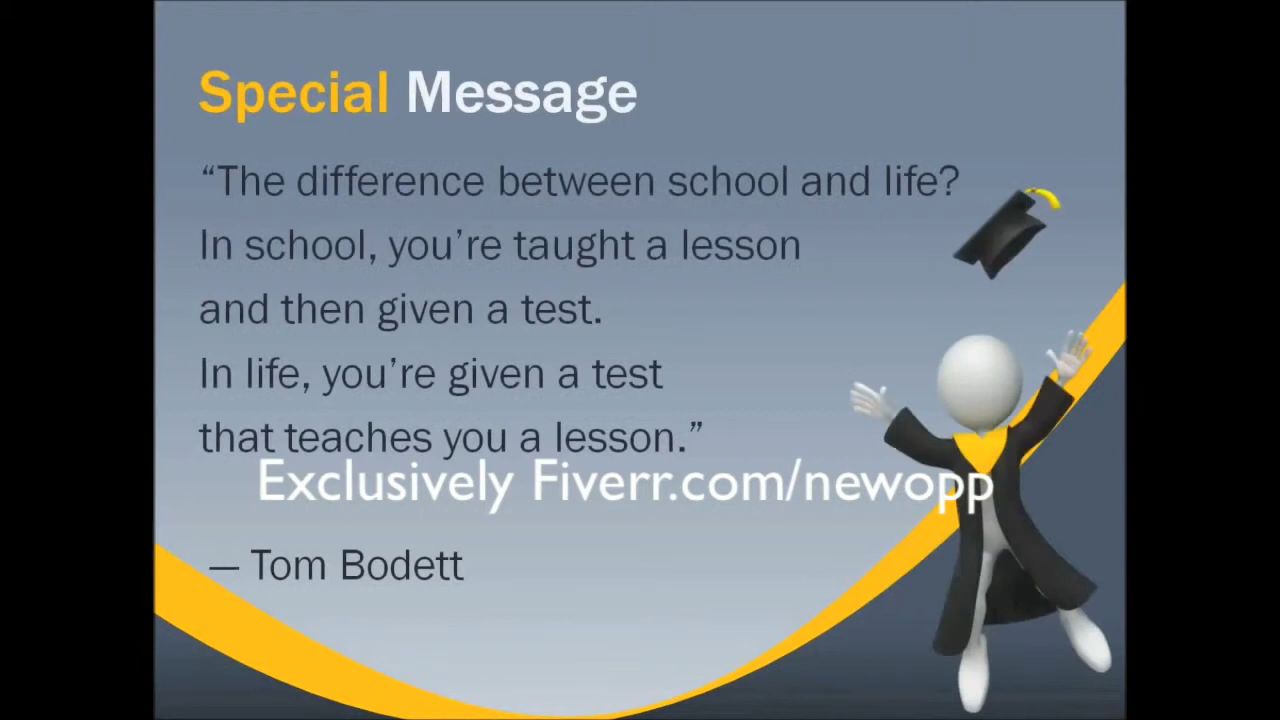 Special Message
“The difference between school and life?
In school, you’re taught a lesson
and then given a test.
In life, you’re given a test
that teaches you a lesson.”
Exclusively Fiverr.com/newopp
— Tom Bodett